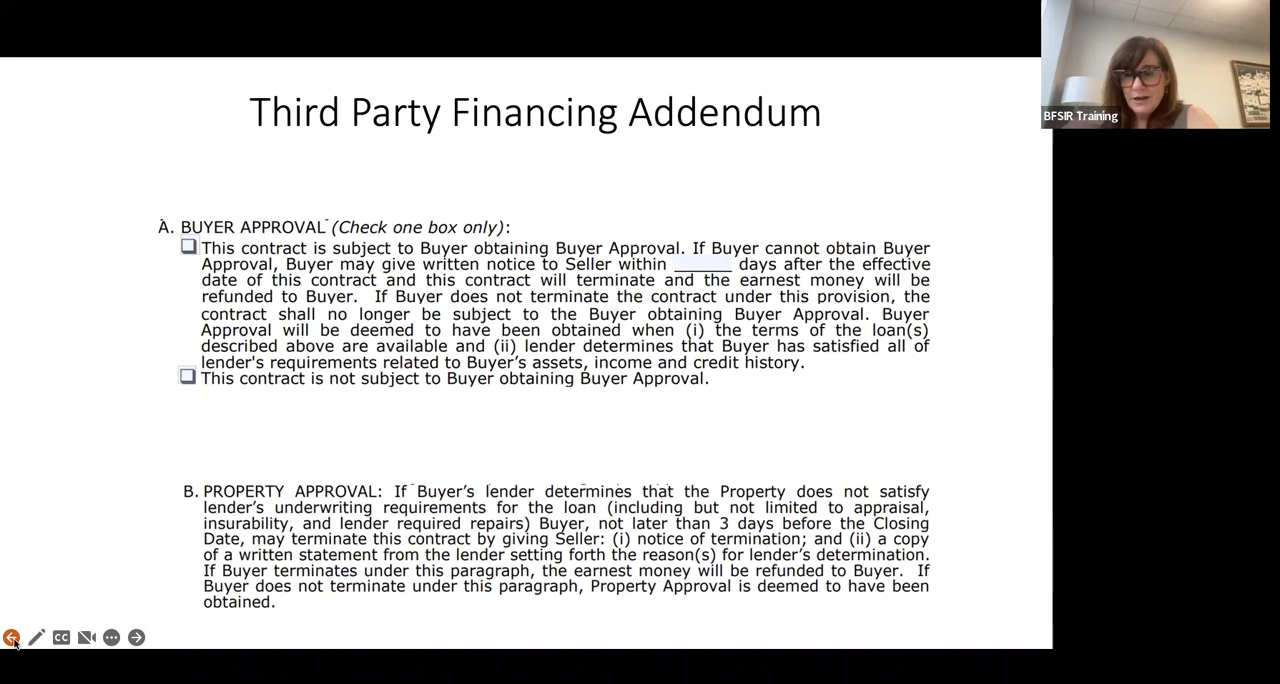 BFSIR Training
Third Party Financing Addendum
A. BUYER APPROVAL (Check one box only):
This contract is subject to Buyer obtaining Buyer Approval. If Buyer cannot obtain Buyer
Approval, Buyer may give written notice to Seller within ______ days after the effective
date of this contract and this contract will terminate and the earnest money will be
refunded to Buyer. If Buyer does not terminate the contract under this provision, the
contract shall no longer be subject to the Buyer obtaining Buyer Approval. Buyer
Approval will be deemed to have been obtained when (i) the terms of the loan(s)
described above are available and (ii) lender determines that Buyer has satisfied all of
lender's requirements related to Buyer's assets, income and credit history.
This contract is not subject to Buyer obtaining Buyer Approval.
B. PROPERTY APPROVAL: If Buyer's lender determines that the Property does not satisfy
lender's underwriting requirements for the loan (including but not limited to appraisal,
insurability, and lender required repairs) Buyer, not later than 3 days before the Closing
Date, may terminate this contract by giving Seller: (i) notice of termination; and (ii) a copy
of a written statement from the lender setting forth the reason(s) for lender's determination.
If Buyer terminates under this paragraph, the earnest money will be refunded to Buyer. If
Buyer does not terminate under this paragraph, Property Approval is deemed to have been
obtained.
CC